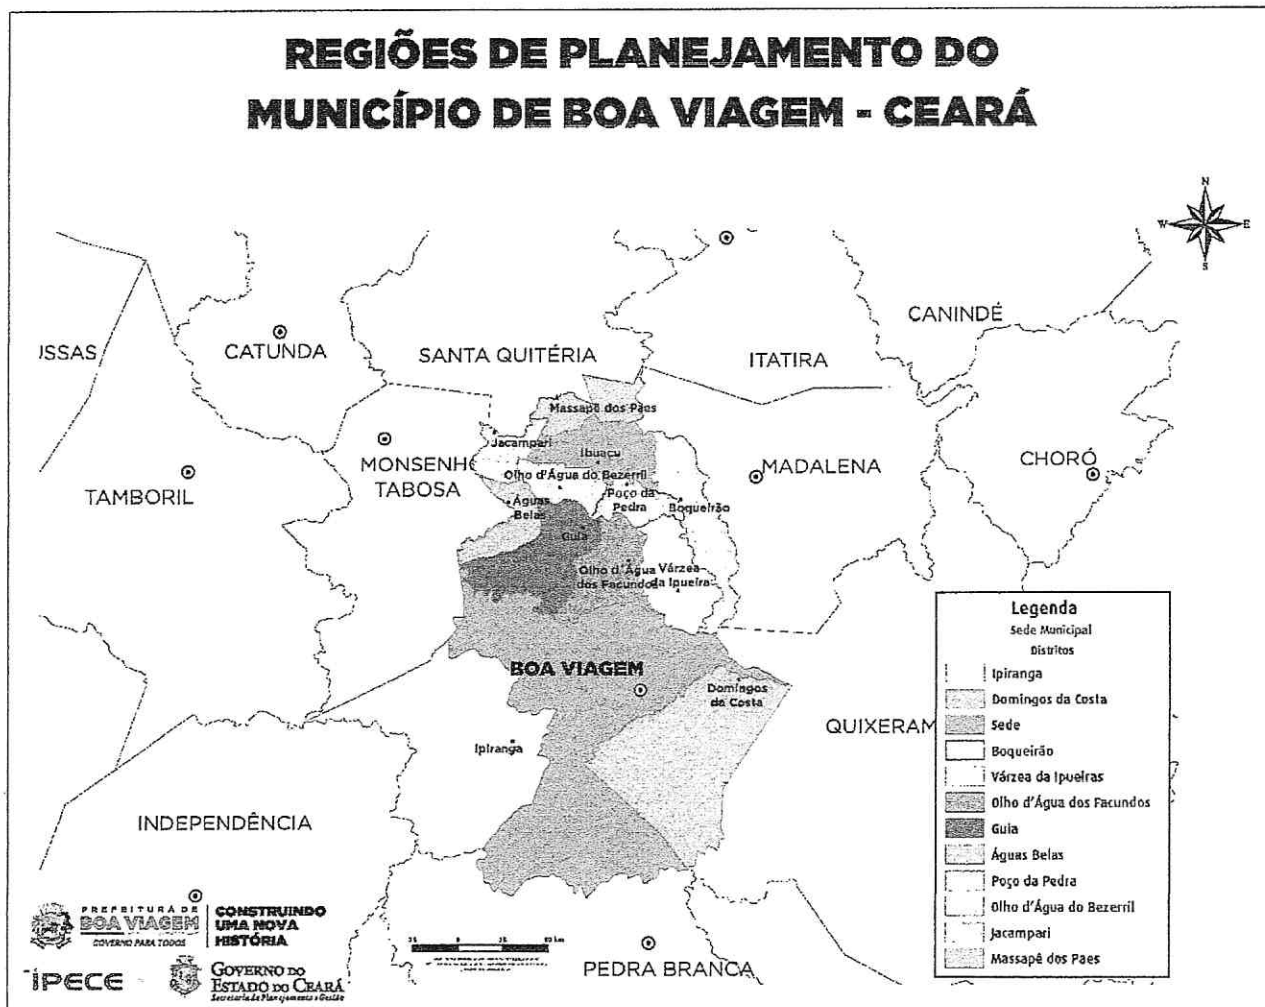 REGIÕES DE PLANEJAMENTO DO
MUNICÍPIO DE BOA VIAGEM - CEARÁ
N
W E
S
CANINDÉ
ISSAS
CATUNDA
SANTA QUITÉRIA
ITATIRA
Massapê dos Paes
Jacampari
Ibuaçu
MONSENHO
TABOSA
MADALENA
CHORÓ
TAMBORIL
Olho d'Água do Bezerril
Águas
Belas
Poço da
Pedra
Boqueirão
Guia
Olho d'Água
dos Facundos
Várzea
da Ipueira
BOA VIAGEM
Domingos
da Costa
QUIXERAM
Ipiranga
INDEPENDÊNCIA
PEDRA BRANCA
Legenda
Sede Municipal
Distritos
Ipiranga
Domingos da Costa
Sede
Boqueirão
Várzea da Ipueiras
Olho d'Água dos Facundos
Guia
Águas Belas
Poço da Pedra
Olho d'Água do Bezerril
Jacampari
Massapê dos Paes
PREFEITURA DE
BOA VIAGEM
GOVERNO PARA TODOS
CONSTRUINDO
UMA NOVA
HISTÓRIA
IPECE
GOVERNO DO
ESTADO DO CEARÁ
Secretaria do Planejamento e Gestão